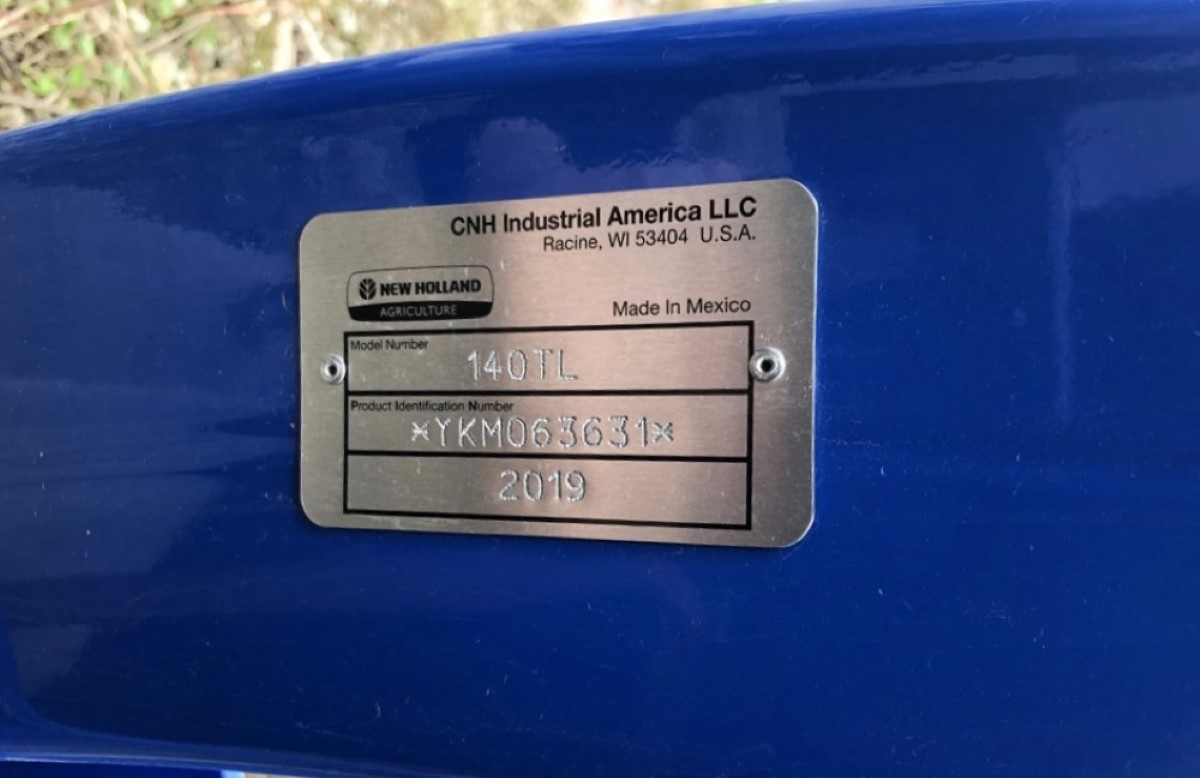 CNH Industrial America LLC
Racine, WI 53404 U.S.A.
NEW HOLLAND
AGRICULTURE
Made In Mexico
Model Number
140TL
Product Identification Number
*YKM063631*
2019